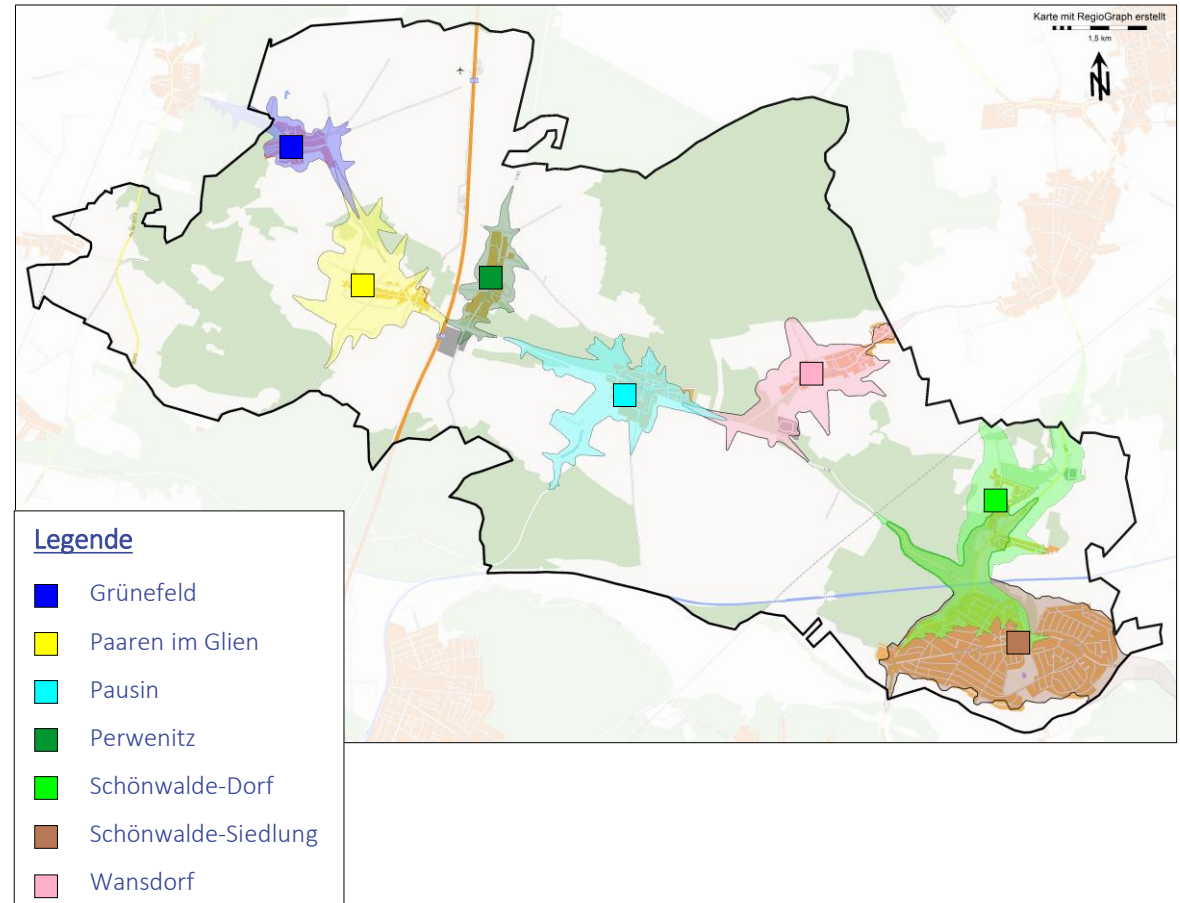 Karte mit RegioGraph erstellt
1,5 km
N
Legende
Grünefeld
Paaren im Glien
Pausin
Perwenitz
Schönwalde-Dorf
Schönwalde-Siedlung
Wansdorf